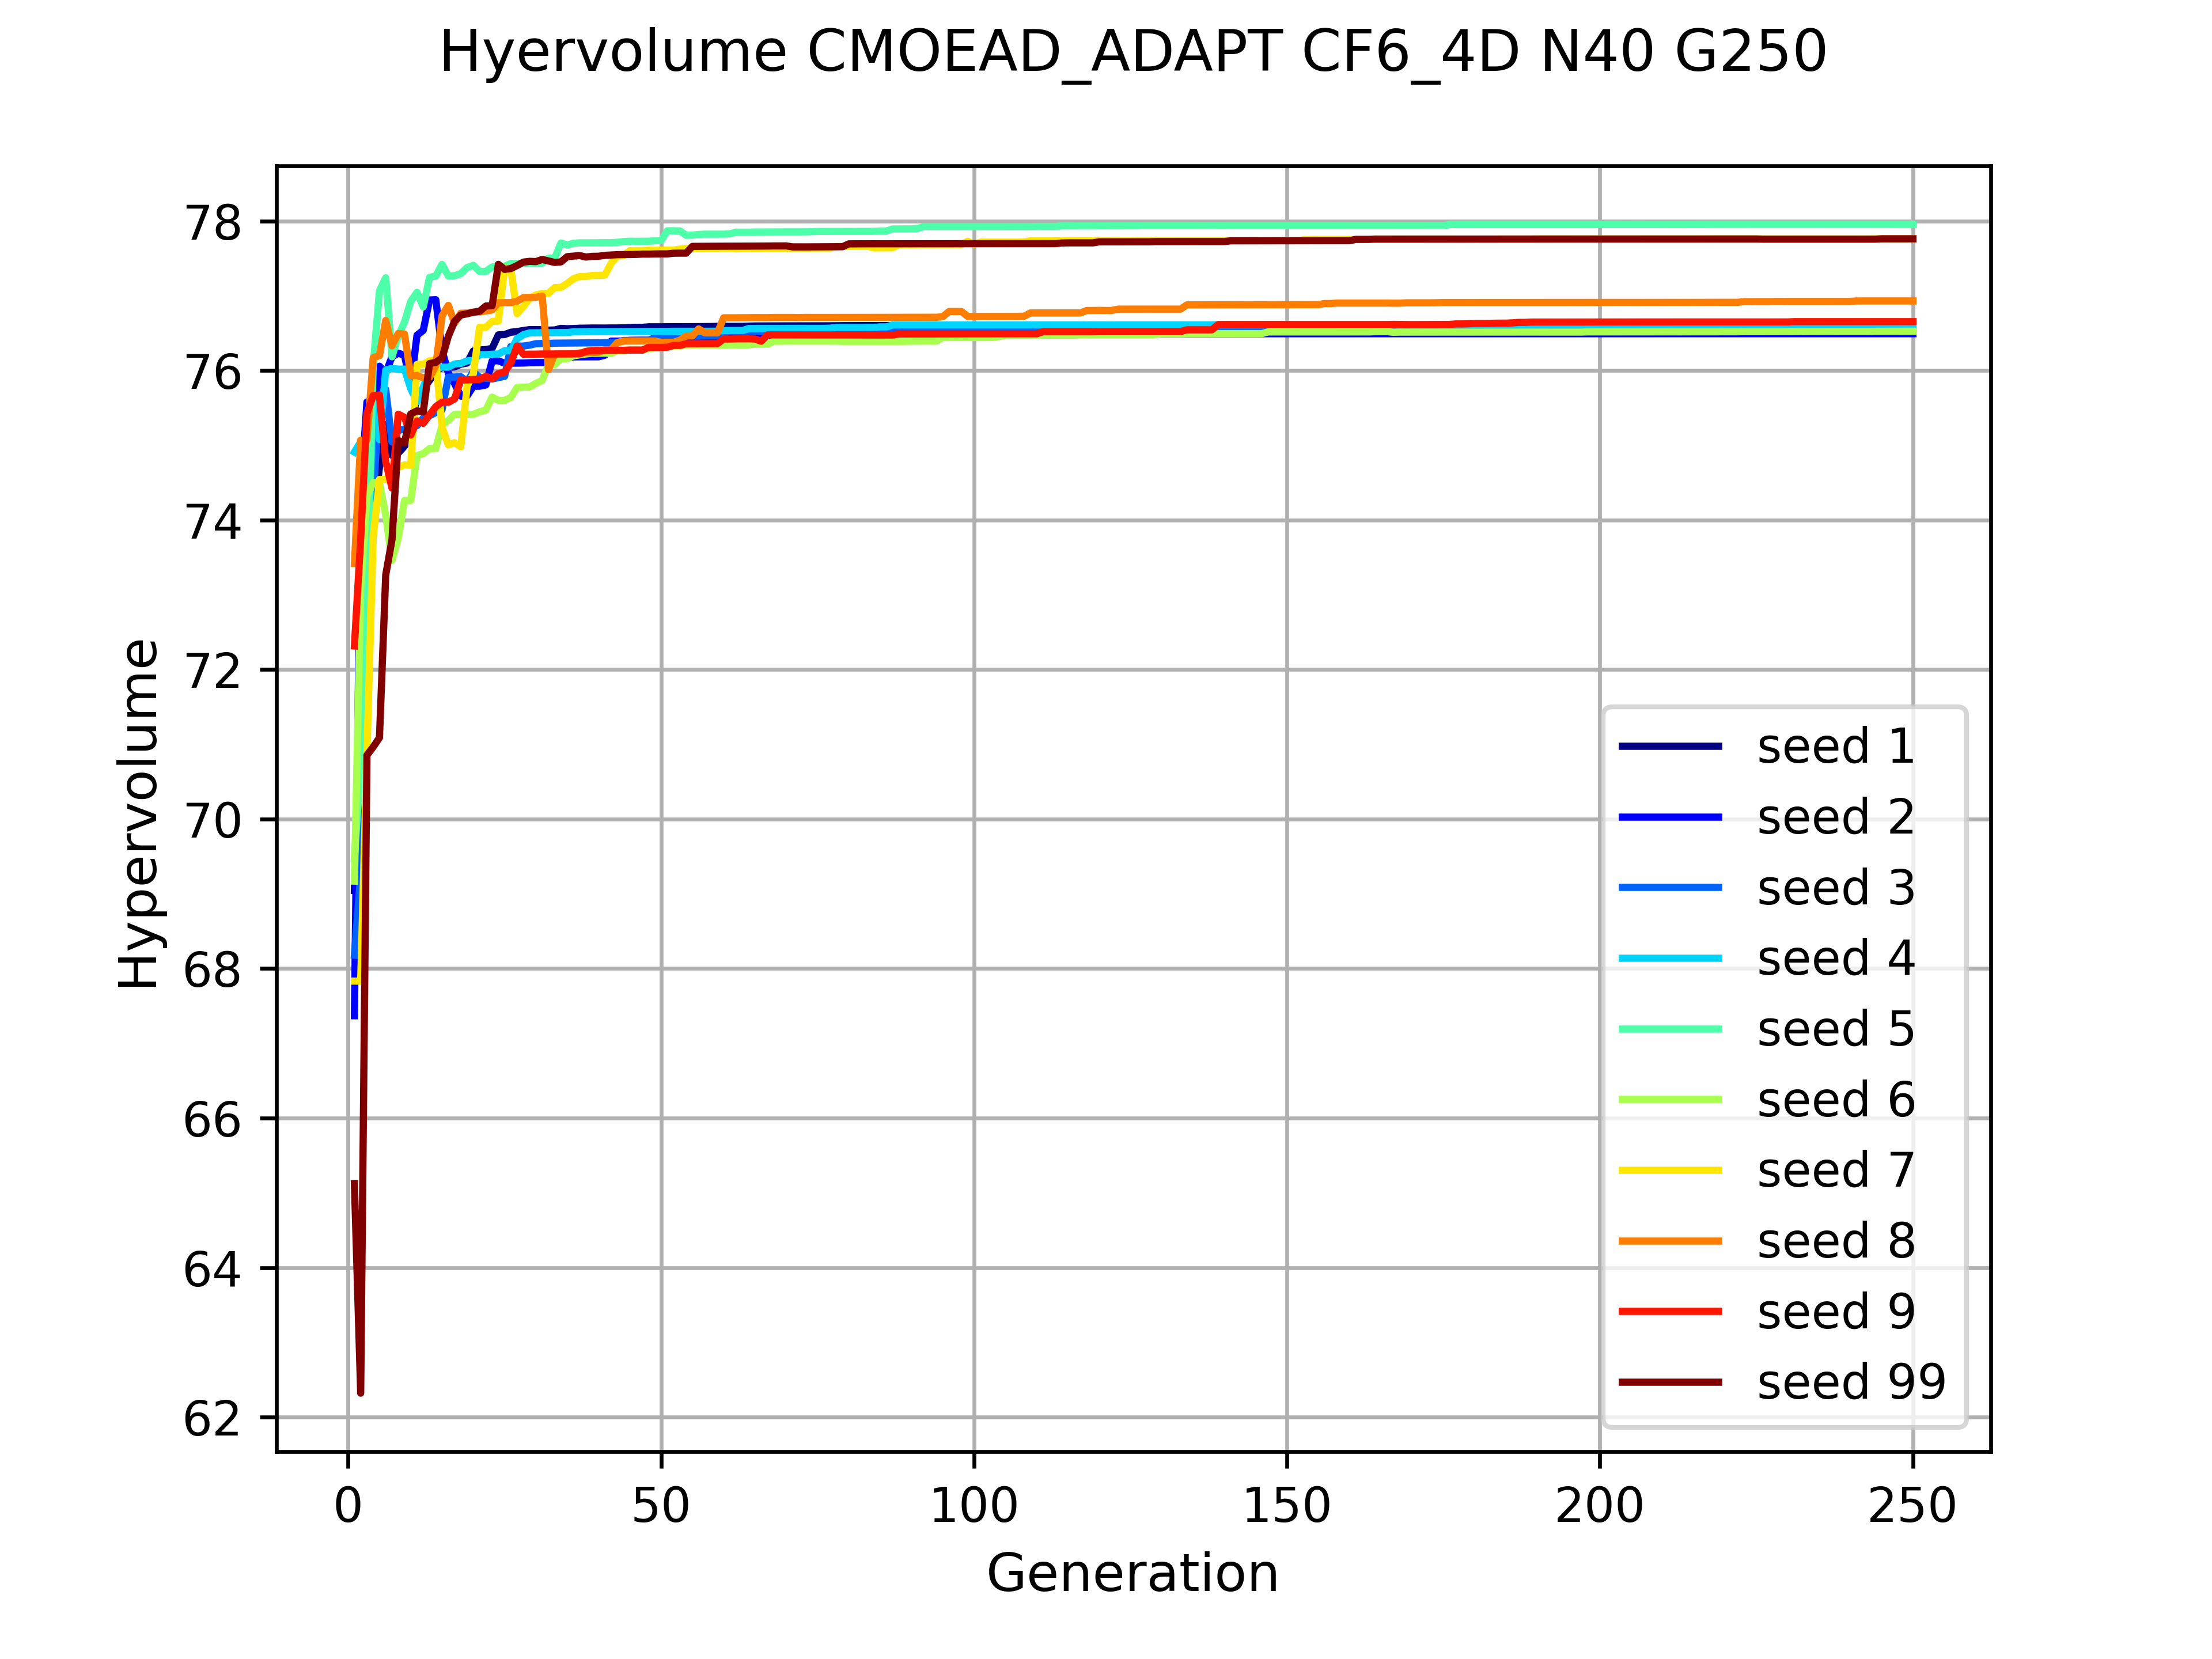 Hyervolume CMOEAD_ADAPT CF6_4D N40 G250
Hypervolume
78
76
74
72
70
68
66
64
62
seed 1
seed 2
seed 3
seed 4
seed 5
seed 6
seed 7
seed 8
seed 9
seed 99
0 50 100 150 200 250
Generation